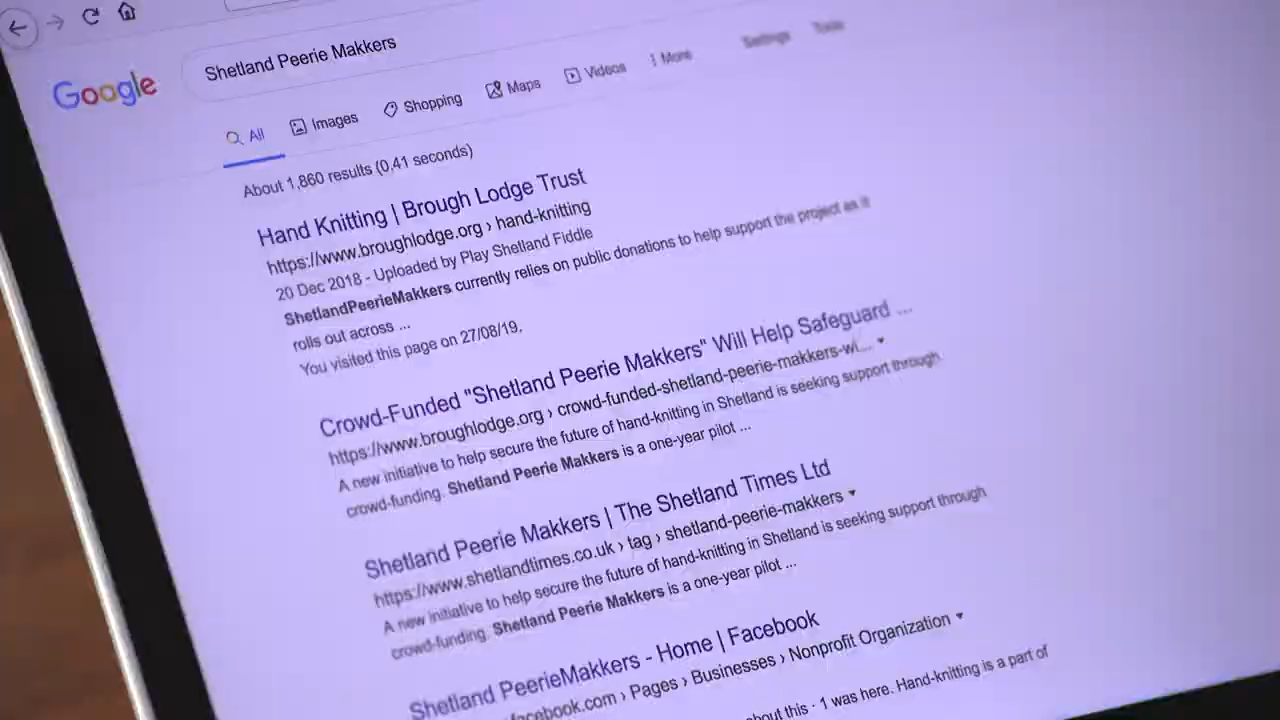 Shetland Peerie Makkers
Google
All Images Shopping Maps Videos More Settings Tools
About 1,860 results (0,41 seconds)
Hand Knitting | Brough Lodge Trust
https://www.broughlodge.org › hand-knitting
20 Dec 2018 - Uploaded by Play Shetland Fiddle
ShetlandPeerieMakkers currently relies on public donations to help support the project as it
rolls out across ...
You visited this page on 27/08/19.
Crowd-Funded "Shetland Peerie Makkers" Will Help Safeguard ...
https://www.broughlodge.org › crowd-funded-shetland-peerie-makkers-wi...
A new initiative to help secure the future of hand-knitting in Shetland is seeking support through
crowd-funding. Shetland Peerie Makkers is a one-year pilot ...
Shetland Peerie Makkers | The Shetland Times Ltd
https://www.shetlandtimes.co.uk › tag › shetland-peerie-makkers
A new initiative to help secure the future of hand-knitting in Shetland is seeking support through
crowd-funding. Shetland Peerie Makkers is a one-year pilot ...
Shetland PeerieMakkers - Home | Facebook
facebook.com › Pages › Businesses › Nonprofit Organization
about this · 1 was here. Hand-knitting is a part of